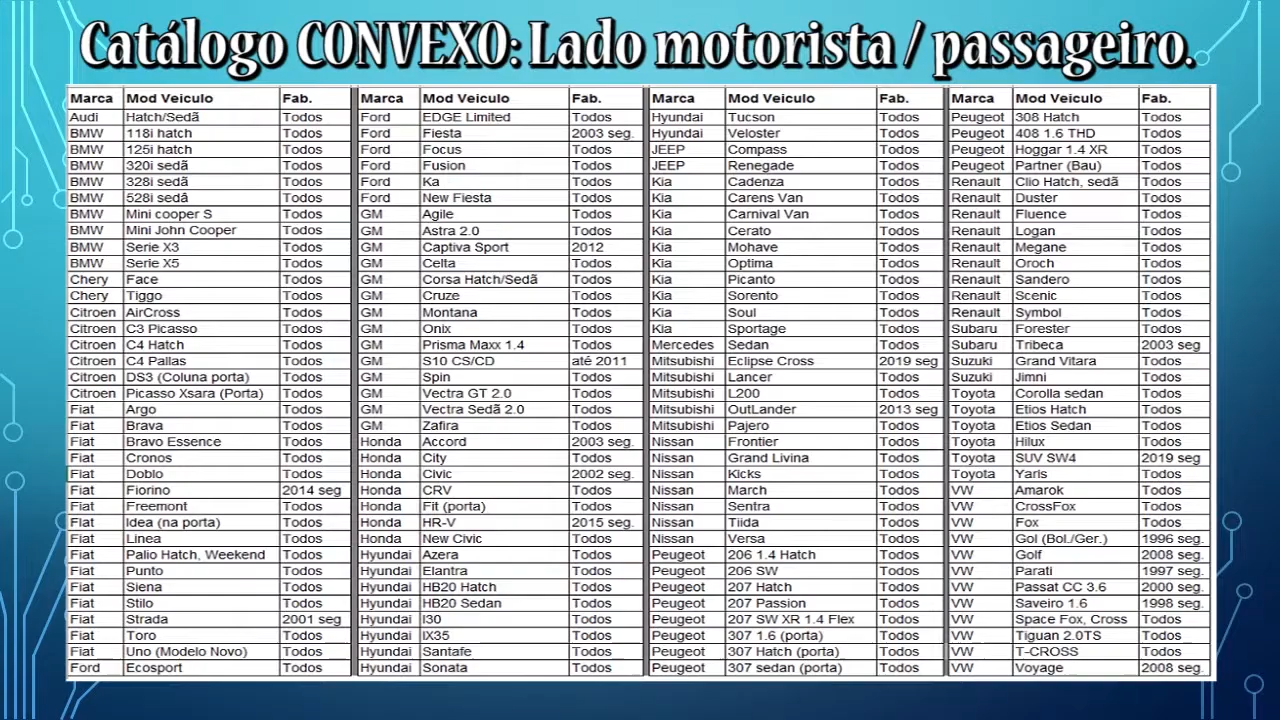 Catálogo CONVEXO: Lado motorista / passageiro.
Marca Mod Veiculo Fab. Marca Mod Veiculo Fab. Marca Mod Veiculo Fab. Marca Mod Veiculo Fab.
Audi Hatch/Sedã Todos Ford EDGE Limited Todos Hyundai Tucson Todos Peugeot 308 Hatch Todos
BMW 118i hatch Todos Ford Fiesta 2003 seg. Hyundai Veloster Todos Peugeot 408 1.6 THD Todos
BMW 125i hatch Todos Ford Focus Todos JEEP Compass Todos Peugeot Hoggar 1.4 XR Todos
BMW 320i sedã Todos Ford Fusion Todos JEEP Renegade Todos Peugeot Partner (Bau) Todos
BMW 328i sedã Todos Ford Ka Todos Kia Cadenza Todos Renault Clio Hatch, sedã Todos
BMW 528i sedã Todos Ford New Fiesta Todos Kia Carens Van Todos Renault Duster Todos
BMW Mini cooper S Todos GM Agile Todos Kia Carnival Van Todos Renault Fluence Todos
BMW Mini John Cooper Todos GM Astra 2.0 Todos Kia Cerato Todos Renault Logan Todos
BMW Serie X3 Todos GM Captiva Sport 2012 Kia Mohave Todos Renault Megane Todos
BMW Serie X5 Todos GM Celta Todos Kia Optima Todos Renault Oroch Todos
Chery Face Todos GM Corsa Hatch/Sedã Todos Kia Picanto Todos Renault Sandero Todos
Chery Tiggo Todos GM Cruze Todos Kia Sorento Todos Renault Scenic Todos
Citroen AirCross Todos GM Montana Todos Kia Soul Todos Renault Symbol Todos
Citroen C3 Picasso Todos GM Onix Todos Kia Sportage Todos Subaru Forester Todos
Citroen C4 Hatch Todos GM Prisma Maxx 1.4 Todos Mercedes Sedan Todos Subaru Tribeca 2003 seg
Citroen C4 Pallas Todos GM S10 CS/CD até 2011 Mitsubishi Eclipse Cross 2019 seg Suzuki Grand Vitara Todos
Citroen DS3 (Coluna porta) Todos GM Spin Todos Mitsubishi Lancer Todos Suzuki Jimni Todos
Citroen Picasso Xsara (Porta) Todos GM Vectra GT 2.0 Todos Mitsubishi L200 Todos Toyota Corolla sedan Todos
Fiat Argo Todos GM Vectra Sedã 2.0 Todos Mitsubishi OutLander 2013 seg Toyota Etios Hatch Todos
Fiat Brava Todos GM Zafira Todos Mitsubishi Pajero Todos Toyota Etios Sedan Todos
Fiat Bravo Essence Todos Honda Accord 2003 seg. Nissan Frontier Todos Toyota Hilux Todos
Fiat Cronos Todos Honda City Todos Nissan Grand Livina Todos Toyota SUV SW4 2019 seg
Fiat Doblo Todos Honda Civic 2002 seg. Nissan Kicks Todos Toyota Yaris Todos
Fiat Fiorino 2014 seg Honda CRV Todos Nissan March Todos VW Amarok Todos
Fiat Freemont Todos Honda Fit (porta) Todos Nissan Sentra Todos VW CrossFox Todos
Fiat Idea (na porta) Todos Honda HR-V 2015 seg. Nissan Tiida Todos VW Fox Todos
Fiat Linea Todos Honda New Civic Todos Nissan Versa Todos VW Gol (Bol./Ger.) 1996 seg.
Fiat Palio Hatch, Weekend Todos Hyundai Azera Todos Peugeot 206 1.4 Hatch Todos VW Golf 2008 seg.
Fiat Punto Todos Hyundai Elantra Todos Peugeot 206 SW Todos VW Parati 1997 seg.
Fiat Siena Todos Hyundai HB20 Hatch Todos Peugeot 207 Hatch Todos VW Passat CC 3.6 2000 seg.
Fiat Stilo Todos Hyundai HB20 Sedan Todos Peugeot 207 Passion Todos VW Saveiro 1.6 1998 seg.
Fiat Strada 2001 seg Hyundai I30 Todos Peugeot 207 SW XR 1.4 Flex Todos VW Space Fox, Cross Todos
Fiat Toro Todos Hyundai IX35 Todos Peugeot 307 1.6 (porta) Todos VW Tiguan 2.0TS Todos
Fiat Uno (Modelo Novo) Todos Hyundai Santafe Todos Peugeot 307 Hatch (porta) Todos VW T-CROSS Todos
Ford Ecosport Todos Hyundai Sonata Todos Peugeot 307 sedan (porta) Todos VW Voyage 2008 seg.